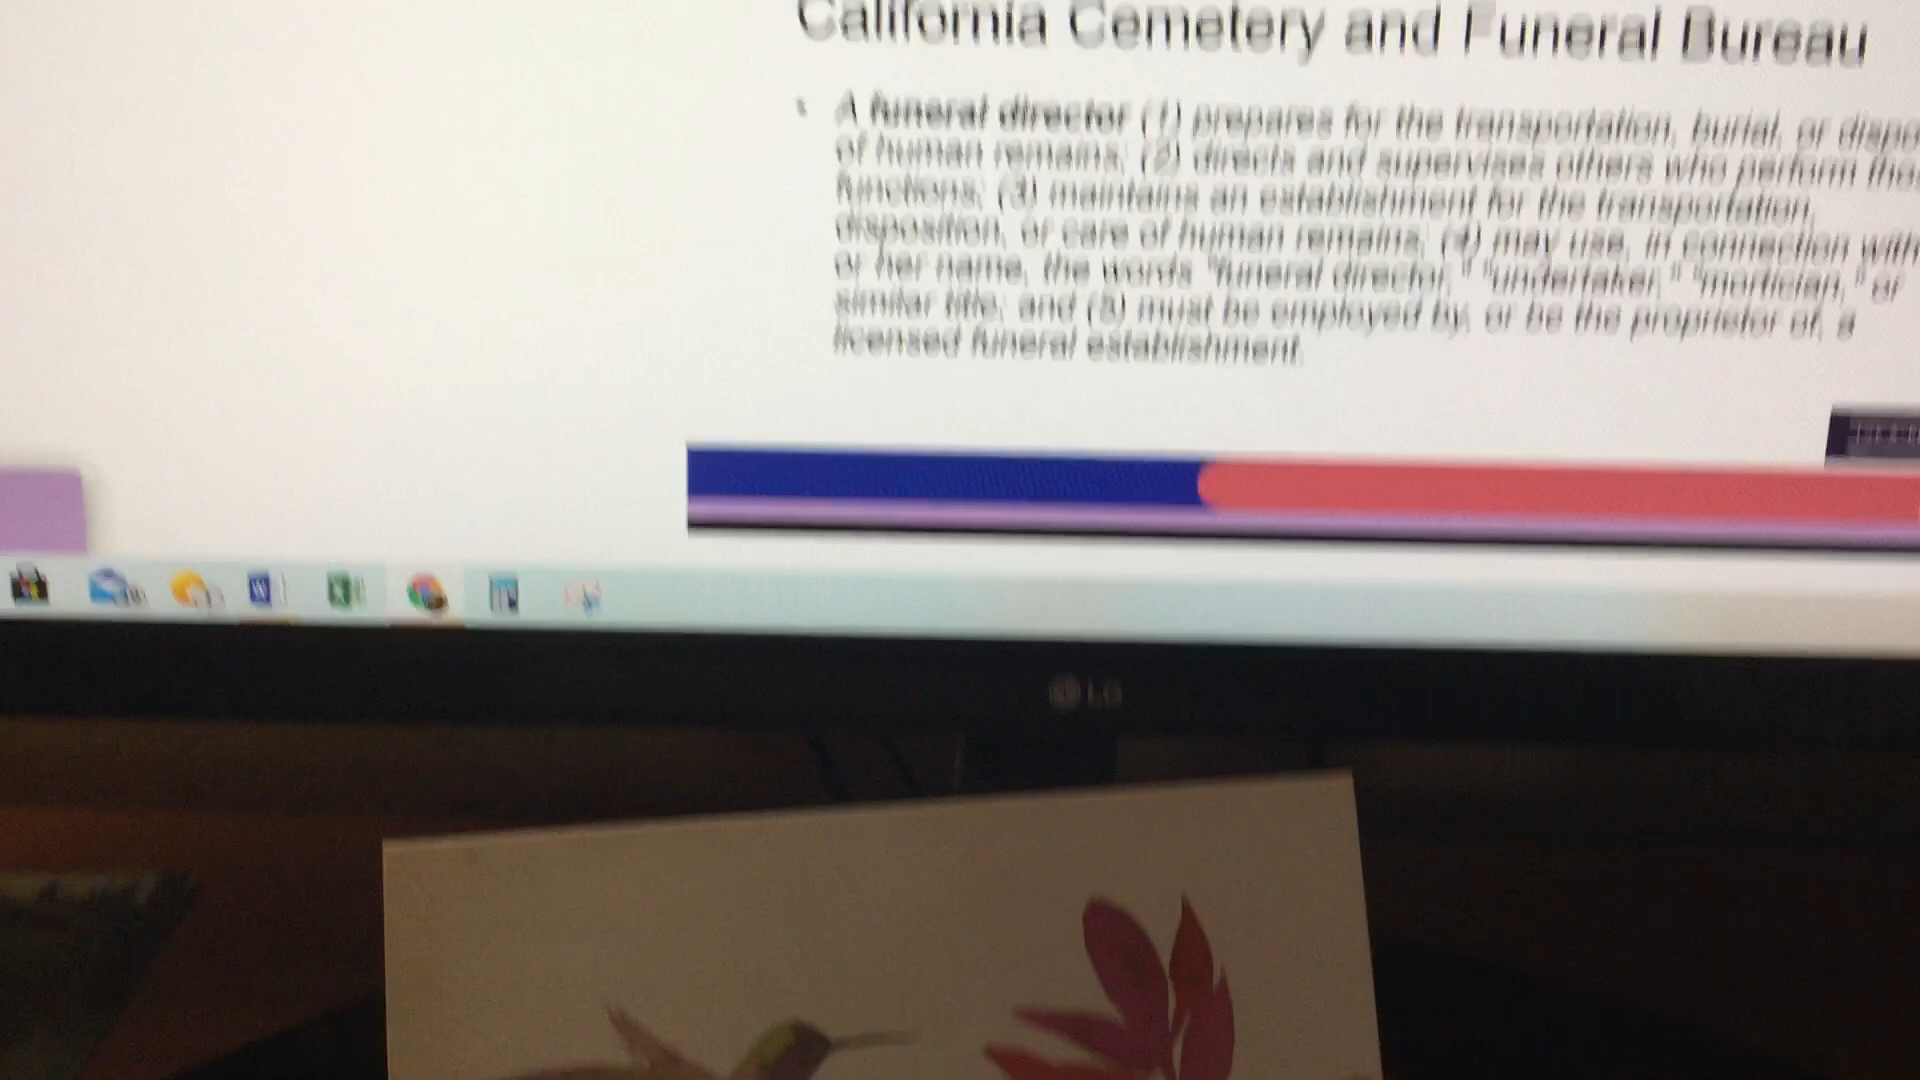 California Cemetery and Funeral Bureau
A funeral director (1) prepares for the transportation, burial, or
of human remains; (2) directs and supervises others who perform
functions; (3) maintains an establishment for the transportation,
disposition, or care of human remains; (4) may use, in connection with
or her name, the words "funeral director," "undertaker," "mortician," or
similar title; and (5) must be employed by, or be the proprietor of, a
licensed funeral establishment.
LG